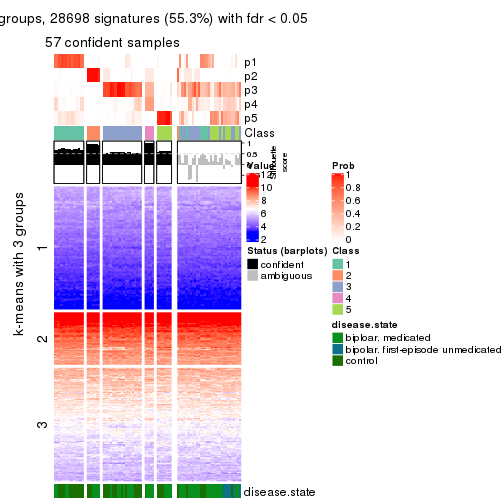 groups, 28698 signatures (55.3%) with fdr < 0.05
57 confident samples
p1
p2
p3
p4
p5
Class
1
0.5
0
Silhouette
score
k-means with 3 groups
1
2
3
disease.state
Value
12
10
8
6
4
2
Status (barplots)
confident
ambiguous
Prob
1
0.8
0.6
0.4
0.2
0
Class
1
2
3
4
5
disease.state
biploar. medicated
bipolar. first-episode unmedicated
control